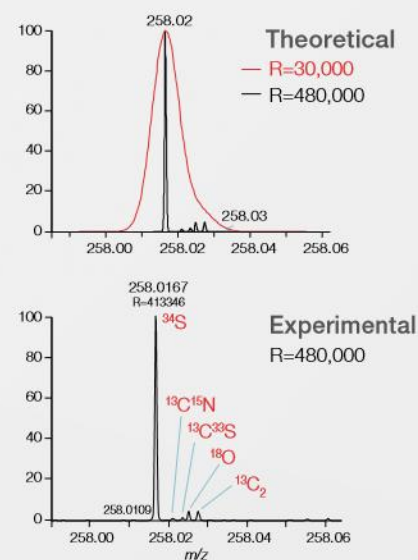 258.02
Theoretical
R=30,000
R=480,000
100
80
60
40
20
0
258.03
258.00
258.02
258.04
258.06
258.0167
R=413346
³⁴S
Experimental
R=480,000
100
80
60
40
20
0
¹³C¹⁵N
¹³C³³S
¹⁸O
¹³C₂
258.0109
258.00
258.02
258.04
258.06
m/z